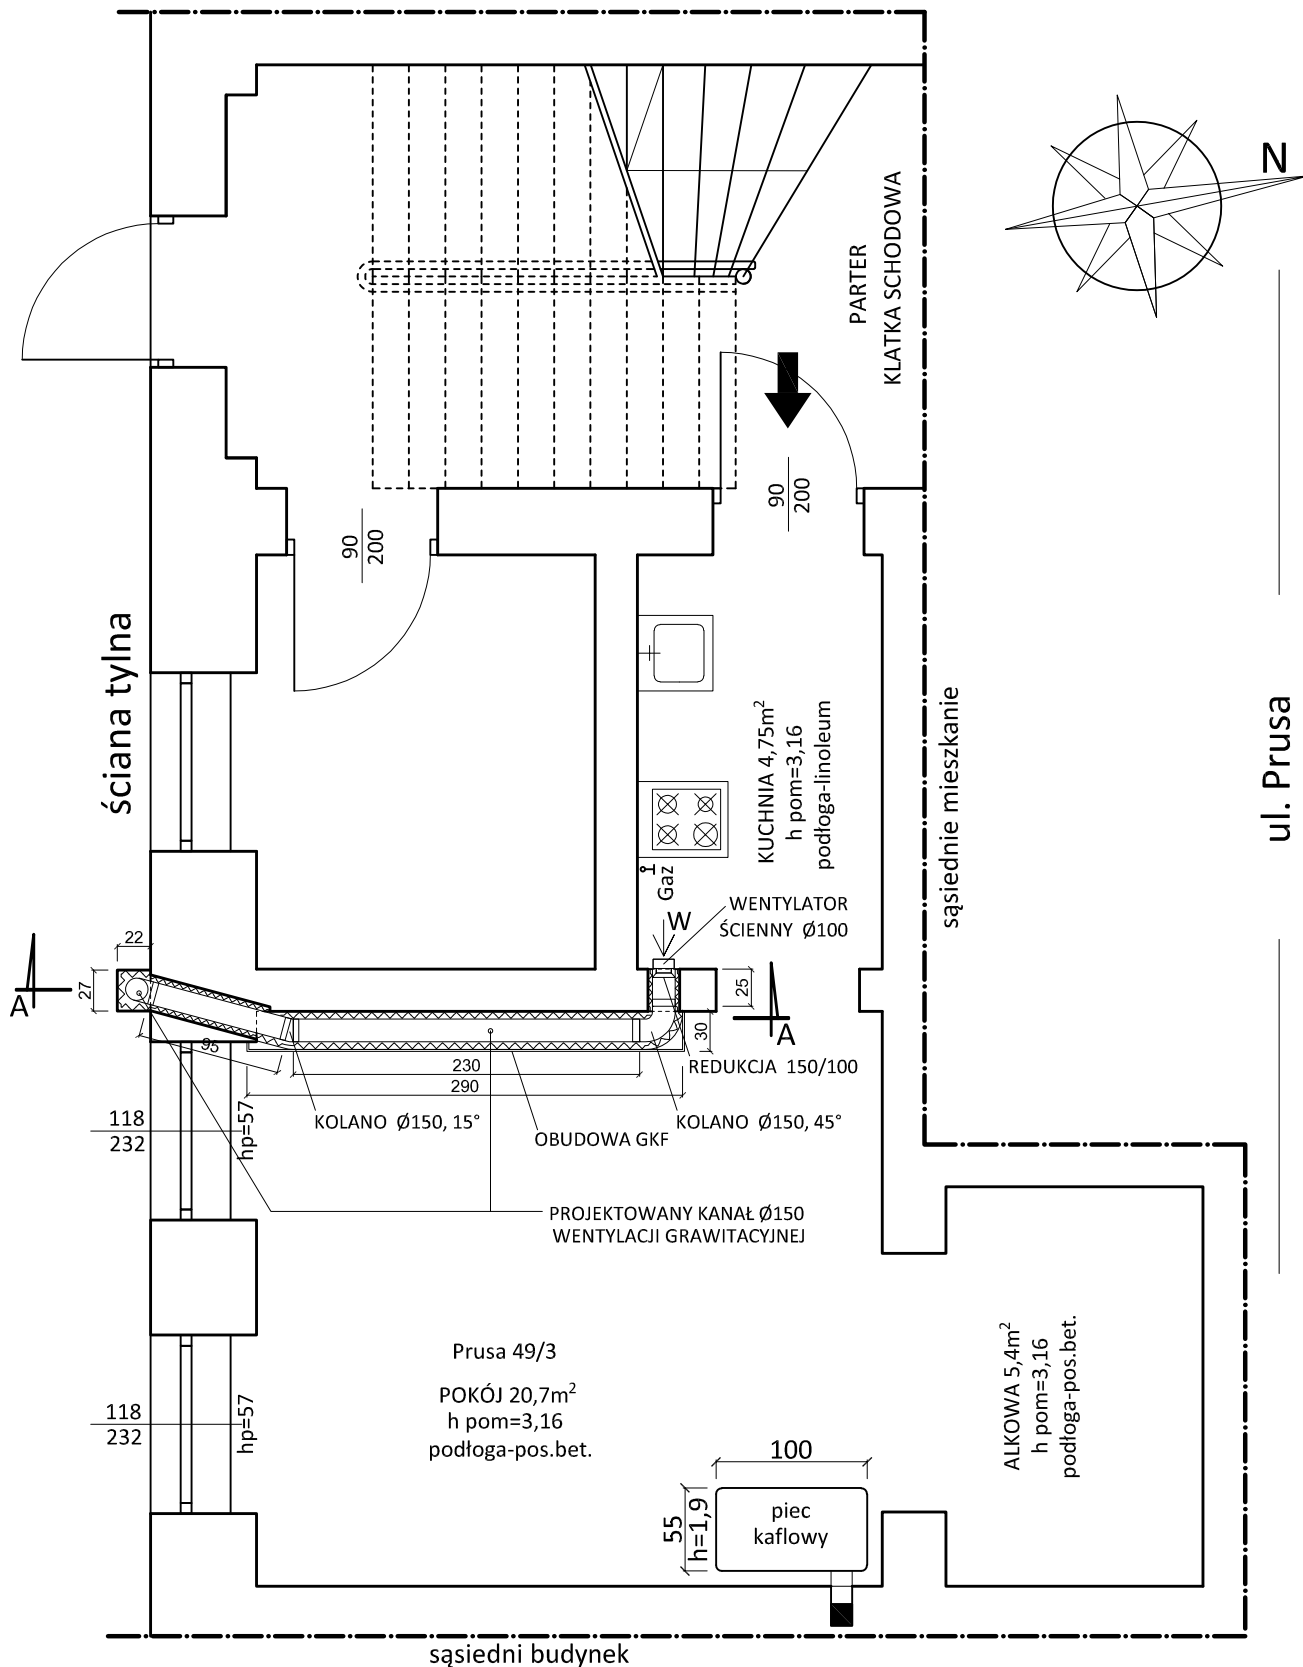 N
PARTER
KLATKA SCHODOWA
90
200
90
200
ściana tylna
sąsiednie mieszkanie
ul. Prusa
KUCHNIA 4,75m²
h pom=3,16
podłoga-linoleum
Gaz
W
WENTYLATOR
ŚCIENNY Ø100
22
27
A
25
30
A
95
230
290
REDUKCJA 150/100
KOLANO Ø150, 15°
KOLANO Ø150, 45°
OBUDOWA GKF
118
232
hp=57
PROJEKTOWANY KANAŁ Ø150
WENTYLACJI GRAWITACYJNEJ
Prusa 49/3
POKÓJ 20,7m²
h pom=3,16
podłoga-pos.bet.
ALKOWA 5,4m²
h pom=3,16
podłoga-pos.bet.
118
232
hp=57
100
55
h=1,9
piec
kaflowy
sąsiedni budynek